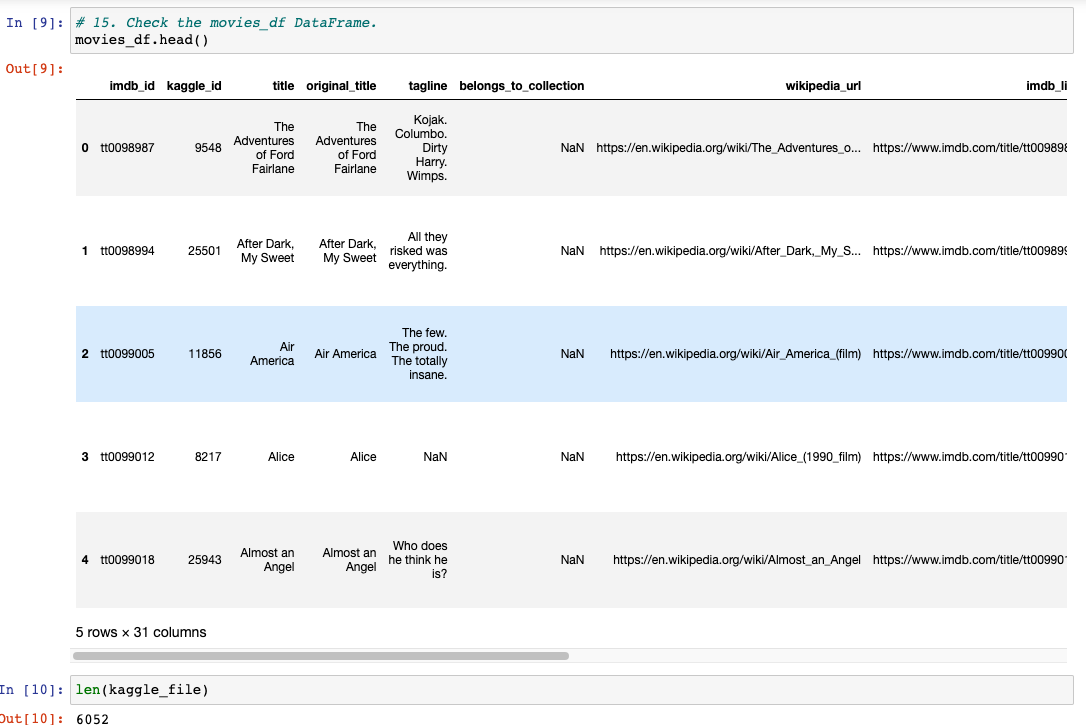 In [9]: # 15. Check the movies_df DataFrame.
movies_df.head()
Out[9]:
imdb_id kaggle_id title original_title tagline belongs_to_collection wikipedia_url imdb_li
0 tt0098987 9548 The Adventures of Ford Fairlane The Adventures of Ford Fairlane Kojak. Columbo. Dirty Harry. Wimps. NaN https://en.wikipedia.org/wiki/The_Adventures_o... https://www.imdb.com/title/tt009898
1 tt0098994 25501 After Dark, My Sweet After Dark, My Sweet All they risked was everything. NaN https://en.wikipedia.org/wiki/After_Dark,_My_S... https://www.imdb.com/title/tt009899
2 tt0099005 11856 Air America Air America The few. The proud. The totally insane. NaN https://en.wikipedia.org/wiki/Air_America_(film) https://www.imdb.com/title/tt009900
3 tt0099012 8217 Alice Alice NaN NaN https://en.wikipedia.org/wiki/Alice_(1990_film) https://www.imdb.com/title/tt009901
4 tt0099018 25943 Almost an Angel Almost an Angel Who does he think he is? NaN https://en.wikipedia.org/wiki/Almost_an_Angel https://www.imdb.com/title/tt009901
5 rows × 31 columns
In [10]: len(kaggle_file)
Out[10]: 6052